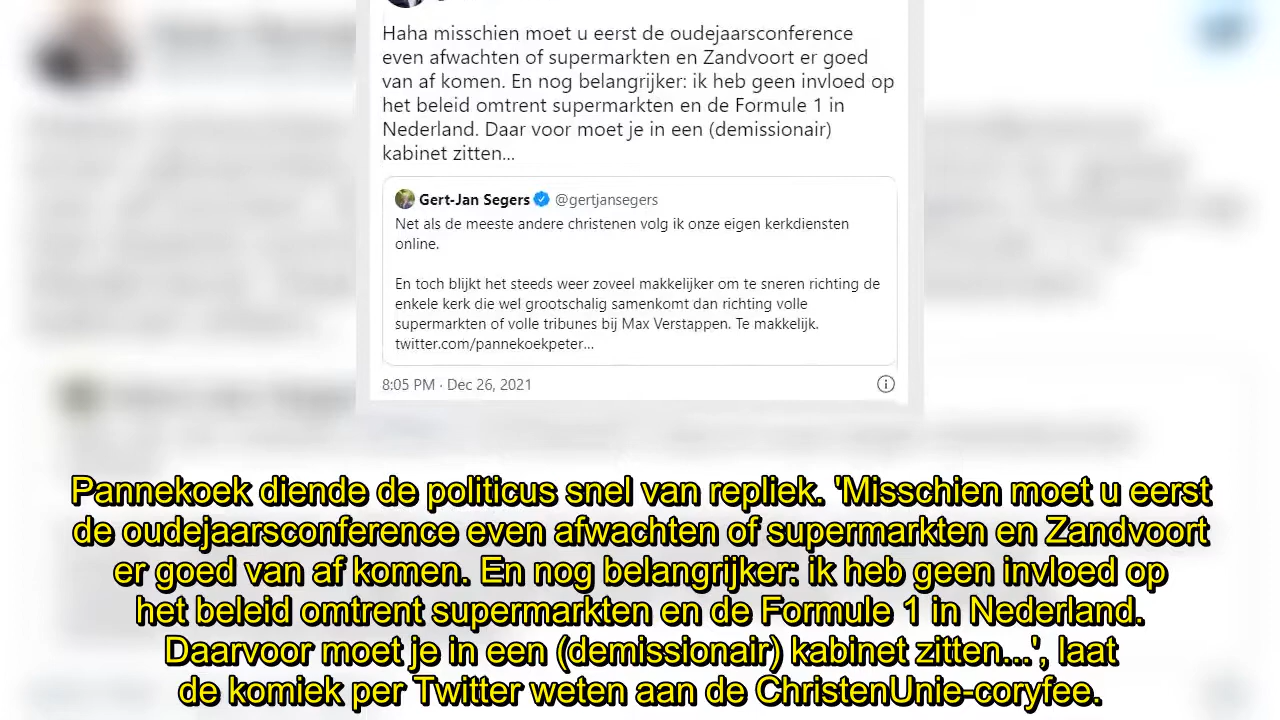 Haha misschien moet u eerst de oudejaarsconference
even afwachten of supermarkten en Zandvoort er goed
van af komen. En nog belangrijker: ik heb geen invloed op
het beleid omtrent supermarkten en de Formule 1 in
Nederland. Daar voor moet je in een (demissionair)
kabinet zitten...
Gert-Jan Segers @gertjansegers
Net als de meeste andere christenen volg ik onze eigen kerkdiensten
online.
En toch blijkt het steeds weer zoveel makkelijker om te sneren richting de
enkele kerk die wel grootschalig samenkomt dan richting volle
supermarkten of volle tribunes bij Max Verstappen. Te makkelijk.
twitter.com/pannekoekpeter...
8:05 PM · Dec 26, 2021
Pannekoek diende de politicus snel van repliek. 'Misschien moet u eerst
de oudejaarsconference even afwachten of supermarkten en Zandvoort
er goed van af komen. En nog belangrijker: ik heb geen invloed op
het beleid omtrent supermarkten en de Formule 1 in Nederland.
Daarvoor moet je in een (demissionair) kabinet zitten...', laat
de komiek per Twitter weten aan de ChristenUnie-coryfee.